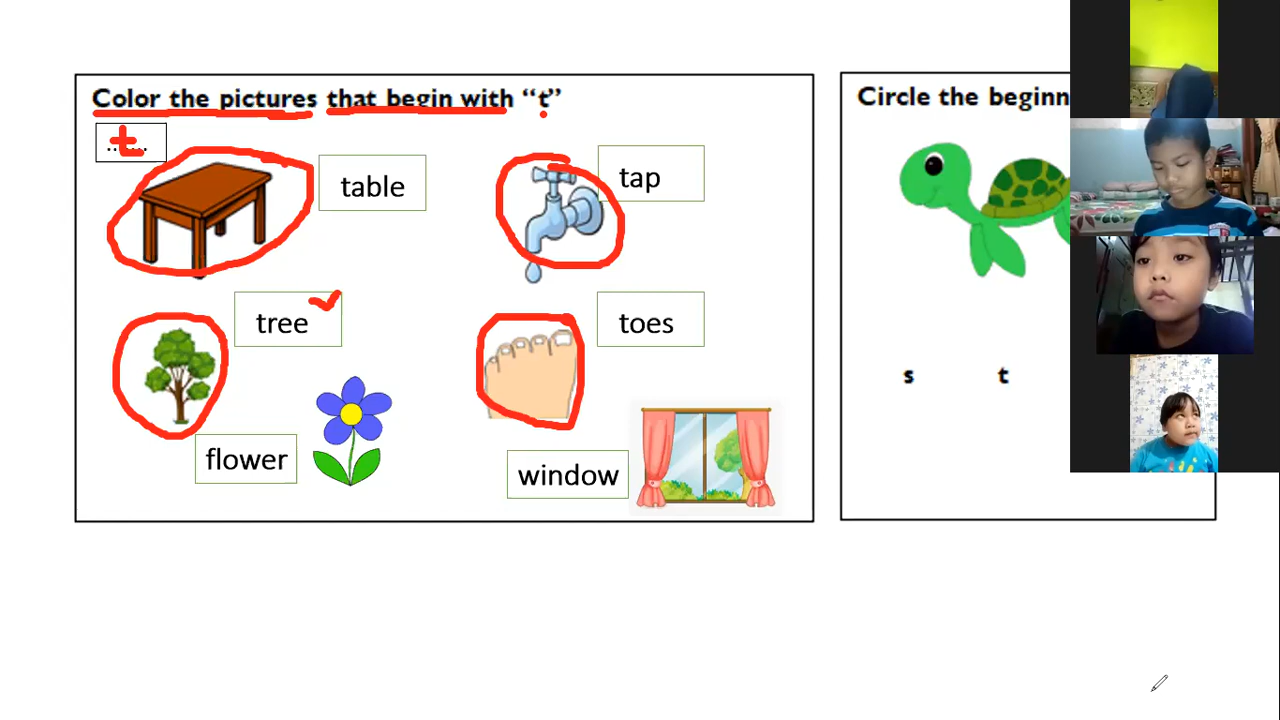 Color the pictures that begin with “t”
t
.......
table
tap
tree
toes
flower
window
Circle the beginn
s t